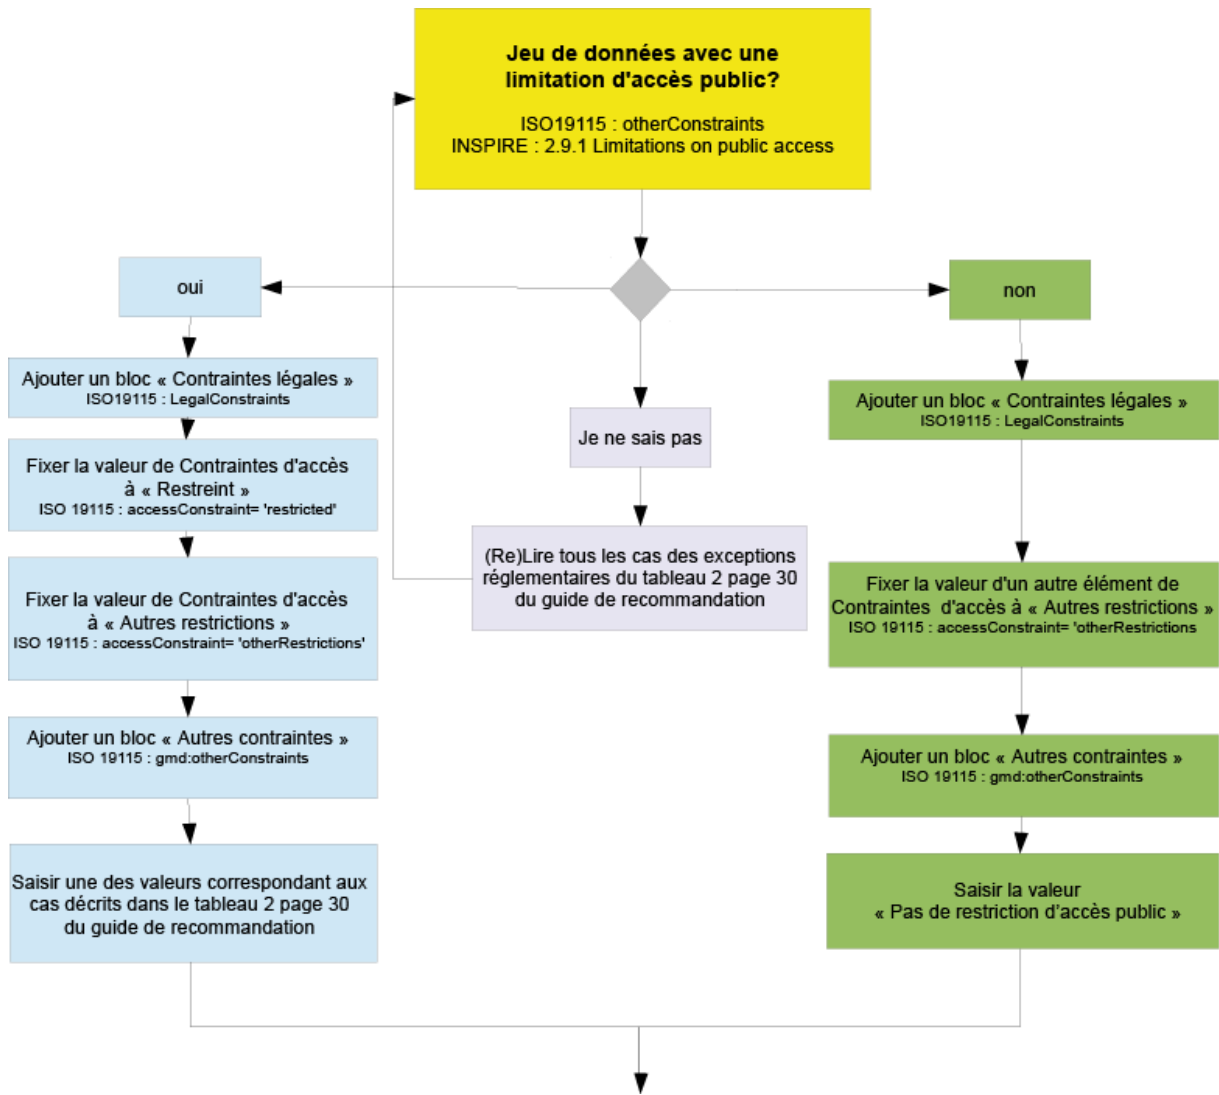 Jeu de données avec une
limitation d'accès public?
ISO19115 : otherConstraints
INSPIRE : 2.9.1 Limitations on public access
oui
non
Ajouter un bloc « Contraintes légales »
ISO19115 : LegalConstraints
Fixer la valeur de Contraintes d'accès
à « Restreint »
ISO 19115 : accessConstraint= 'restricted'
Fixer la valeur de Contraintes d'accès
à « Autres restrictions »
ISO 19115 : accessConstraint= 'otherRestrictions'
Ajouter un bloc « Autres contraintes »
ISO 19115 : gmd:otherConstraints
Saisir une des valeurs correspondant aux
cas décrits dans le tableau 2 page 30
du guide de recommandation
Je ne sais pas
(Re)Lire tous les cas des exceptions
réglementaires du tableau 2 page 30
du guide de recommandation
Ajouter un bloc « Contraintes légales »
ISO19115 : LegalConstraints
Fixer la valeur d'un autre élément de
Contraintes d'accès à « Autres restrictions »
ISO 19115 : accessConstraint= 'otherRestrictions
Ajouter un bloc « Autres contraintes »
ISO 19115 : gmd:otherConstraints
Saisir la valeur
« Pas de restriction d’accès public »